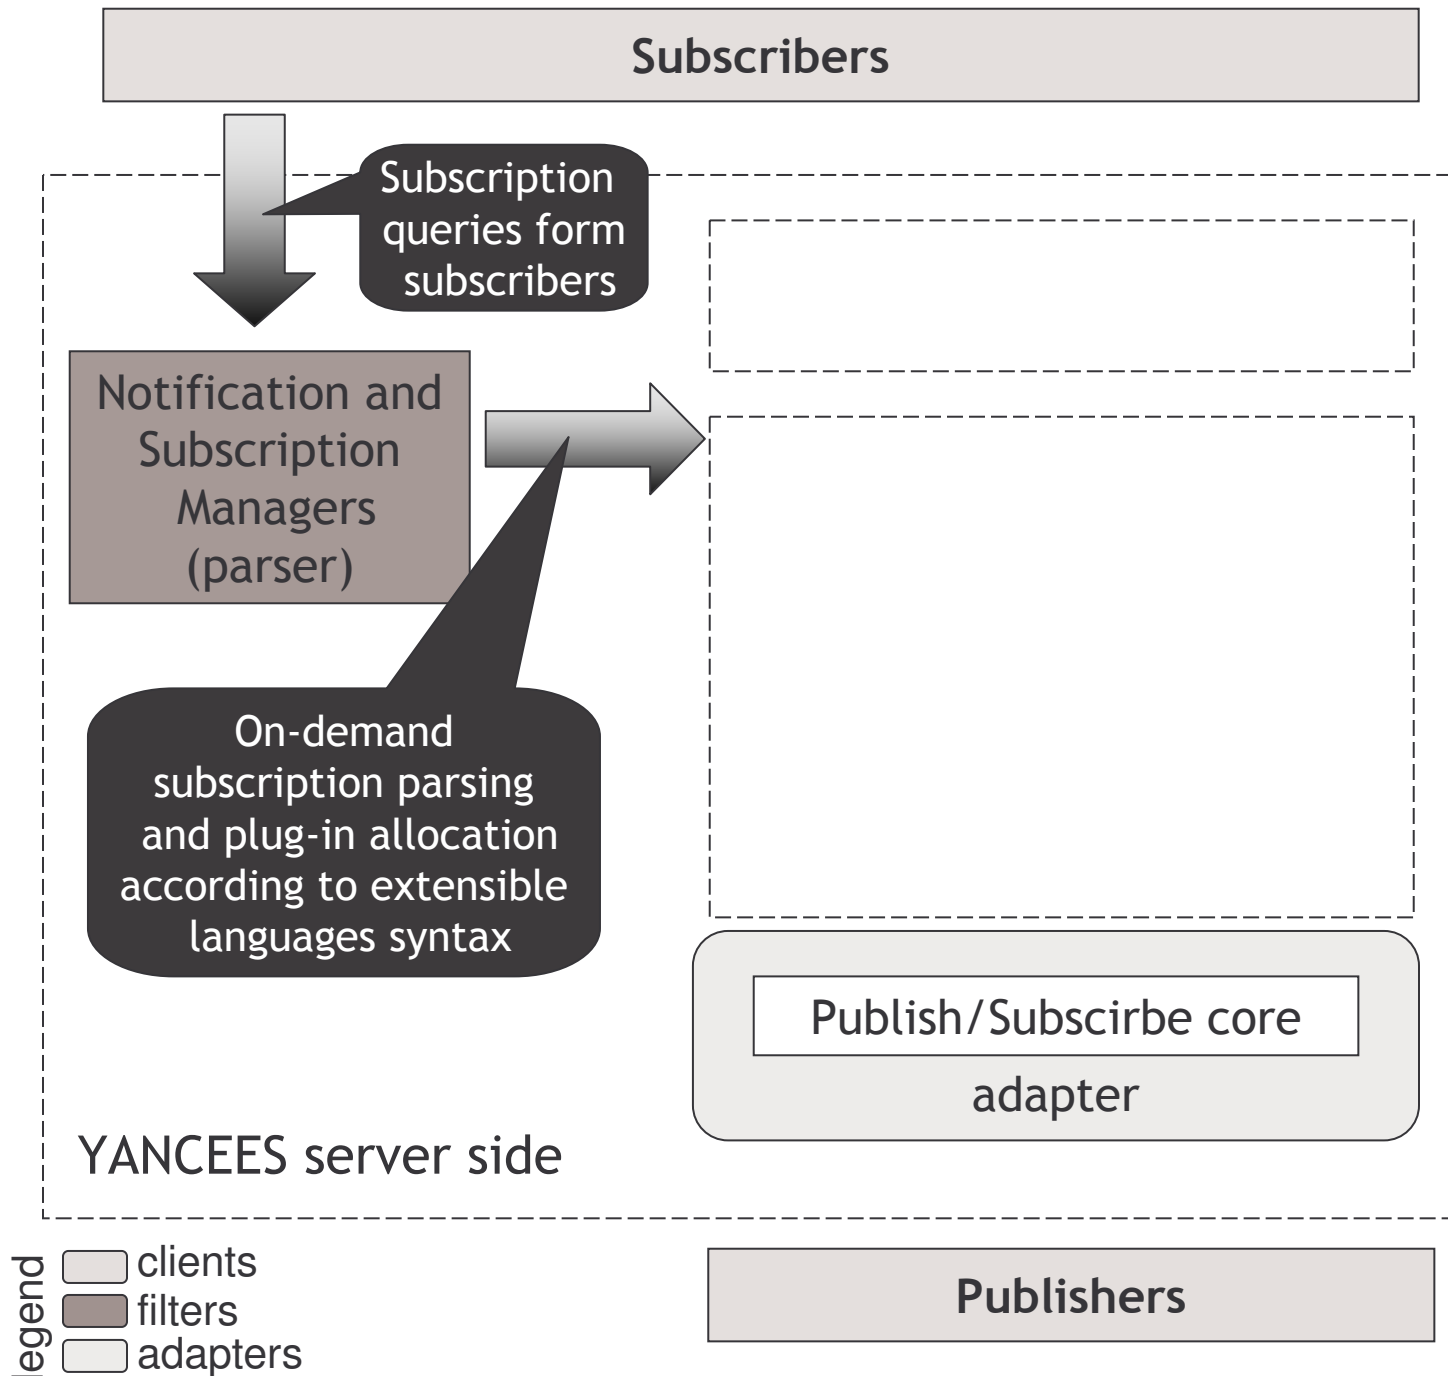 Subscribers
Subscription
queries form
subscribers
Notification and
Subscription
Managers
(parser)
On-demand
subscription parsing
and plug-in allocation
according to extensible
languages syntax
Publish/Subscirbe core
adapter
YANCEES server side
legend
clients
filters
adapters
Publishers